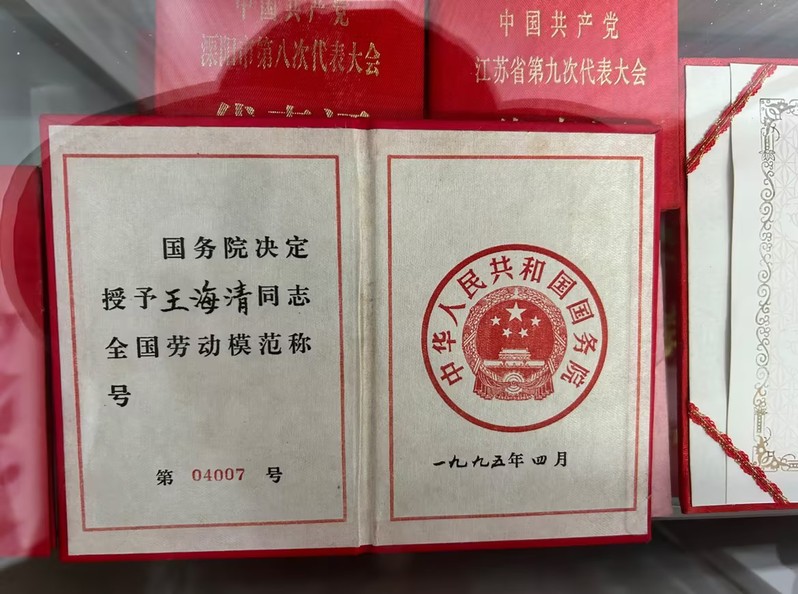 中国共产党
溧阳市第八次代表大会
中国共产党
江苏省第九次代表大会
国务院决定
授予王海清同志
全国劳动模范称
号
第 04007 号
中华人民共和国国务院
一九九五年四月